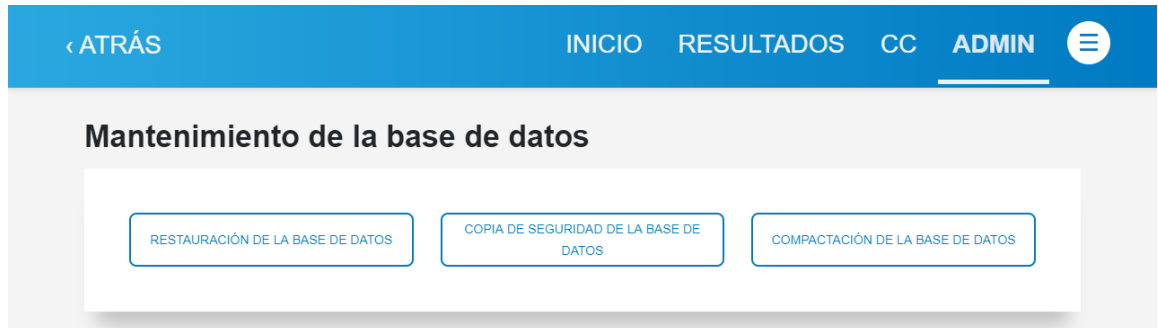 ‹ ATRÁS
INICIO RESULTADOS CC ADMIN
Mantenimiento de la base de datos
RESTAURACIÓN DE LA BASE DE DATOS
COPIA DE SEGURIDAD DE LA BASE DE
DATOS
COMPACTACIÓN DE LA BASE DE DATOS